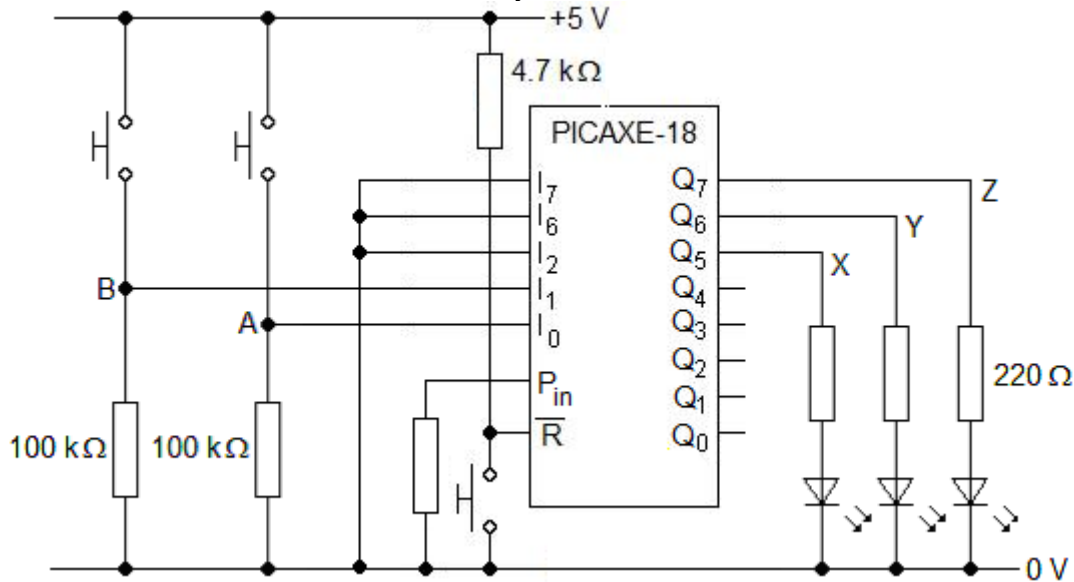 +5 V
4.7 kΩ
PICAXE-18
I₇ Q₇ Z
I₆ Q₆ Y
I₂ Q₅ X
B I₁ Q₄
A I₀ Q₃
Q₂
Pᵢₙ Q₁
R̅ Q₀
220 Ω
100 kΩ 100 kΩ
0 V